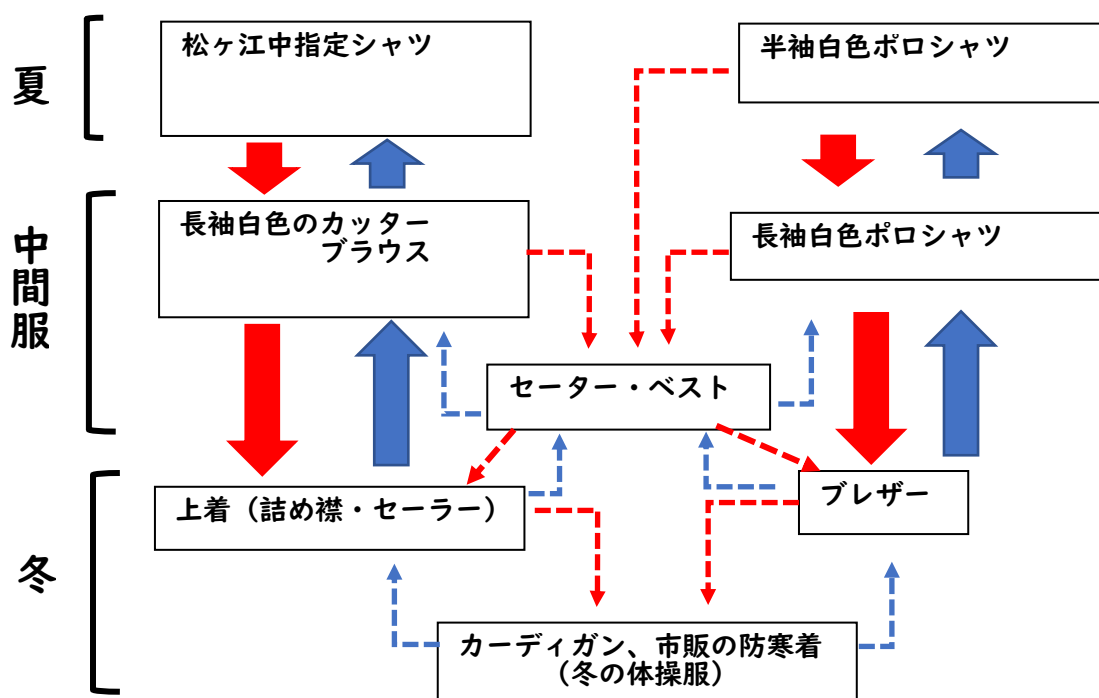 夏
松ヶ江中指定シャツ
半袖白色ポロシャツ
中間服
長袖白色のカッター
ブラウス
長袖白色ポロシャツ
セーター・ベスト
冬
上着（詰め襟・セーラー）
ブレザー
カーディガン、市販の防寒着
（冬の体操服）